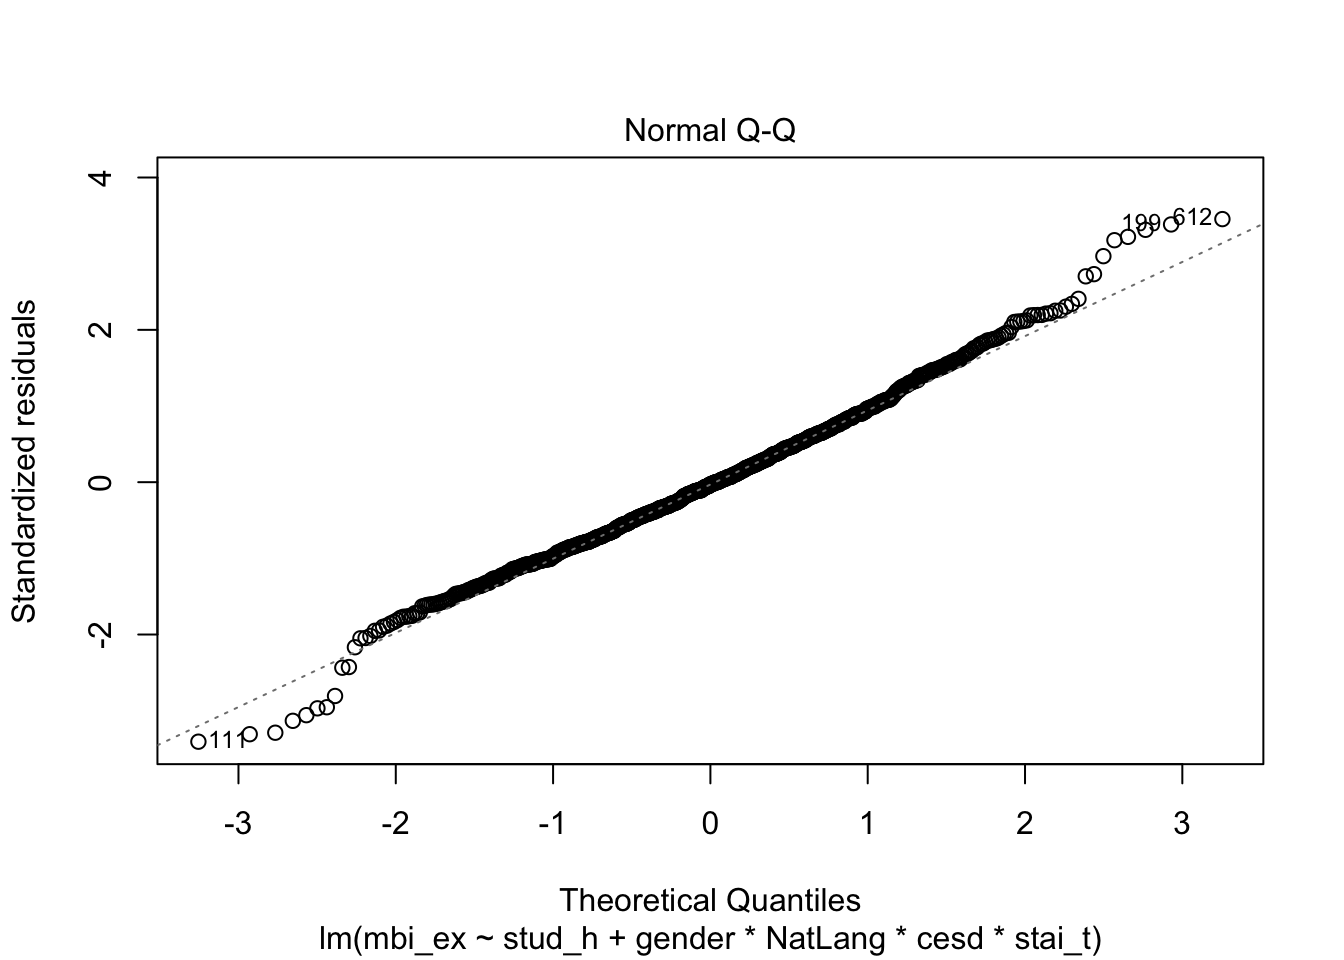 Normal Q-Q
4
2
0
-2
Standardized residuals
199 612
111
-3 -2 -1 0 1 2 3
Theoretical Quantiles
lm(mbi_ex ~ stud_h + gender * NatLang * cesd * stai_t)